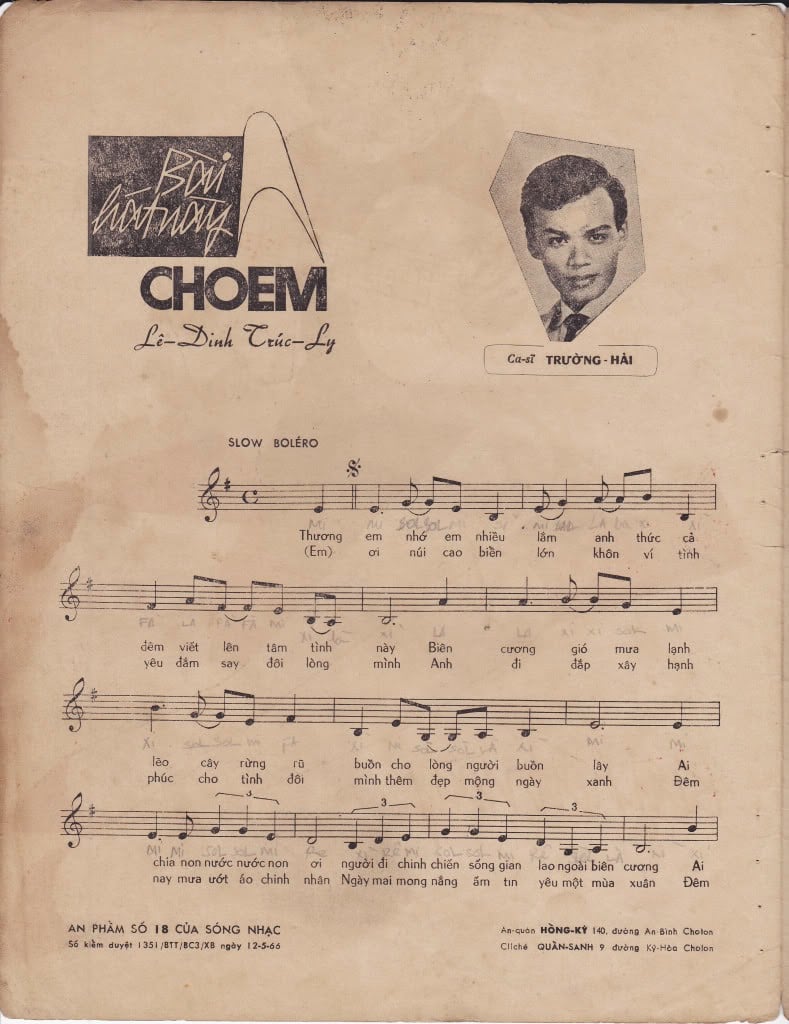 Bài
hát này
CHO EM
Lê-Dinh Trúc-Ly
Ca-sĩ TRƯỜNG-HẢI
SLOW BOLÉRO
Thương em nhớ em nhiều lắm anh thức cả
(Em) ơi núi cao biển lớn khôn ví tình
đêm viết lên tâm tình này Biên cương gió mưa lạnh
yêu đắm say đôi lòng mình Anh đi đắp xây hạnh
lẽo cây rừng rũ buồn cho lòng người buồn lây Ai
phúc cho tình đôi mình thêm đẹp mộng ngày xanh Đêm
3 3 3 3
chia non nước nước non ơi người đi chinh chiến sống gian lao ngoài biên cương Ai
nay mưa ướt áo chinh nhân Ngày mai mong nắng ấm tin yêu một mùa xuân Đêm
AN PHẨM SỐ 18 CỦA SÓNG NHẠC
Số kiểm duyệt 1351/BTT/BC3/XB ngày 12-5-66
Ấn-quán HỒNG-KÝ 140, đường An-Bình Cholon
Cliché QUẦN-SANH 9 đường Ký-Hòa Cholon